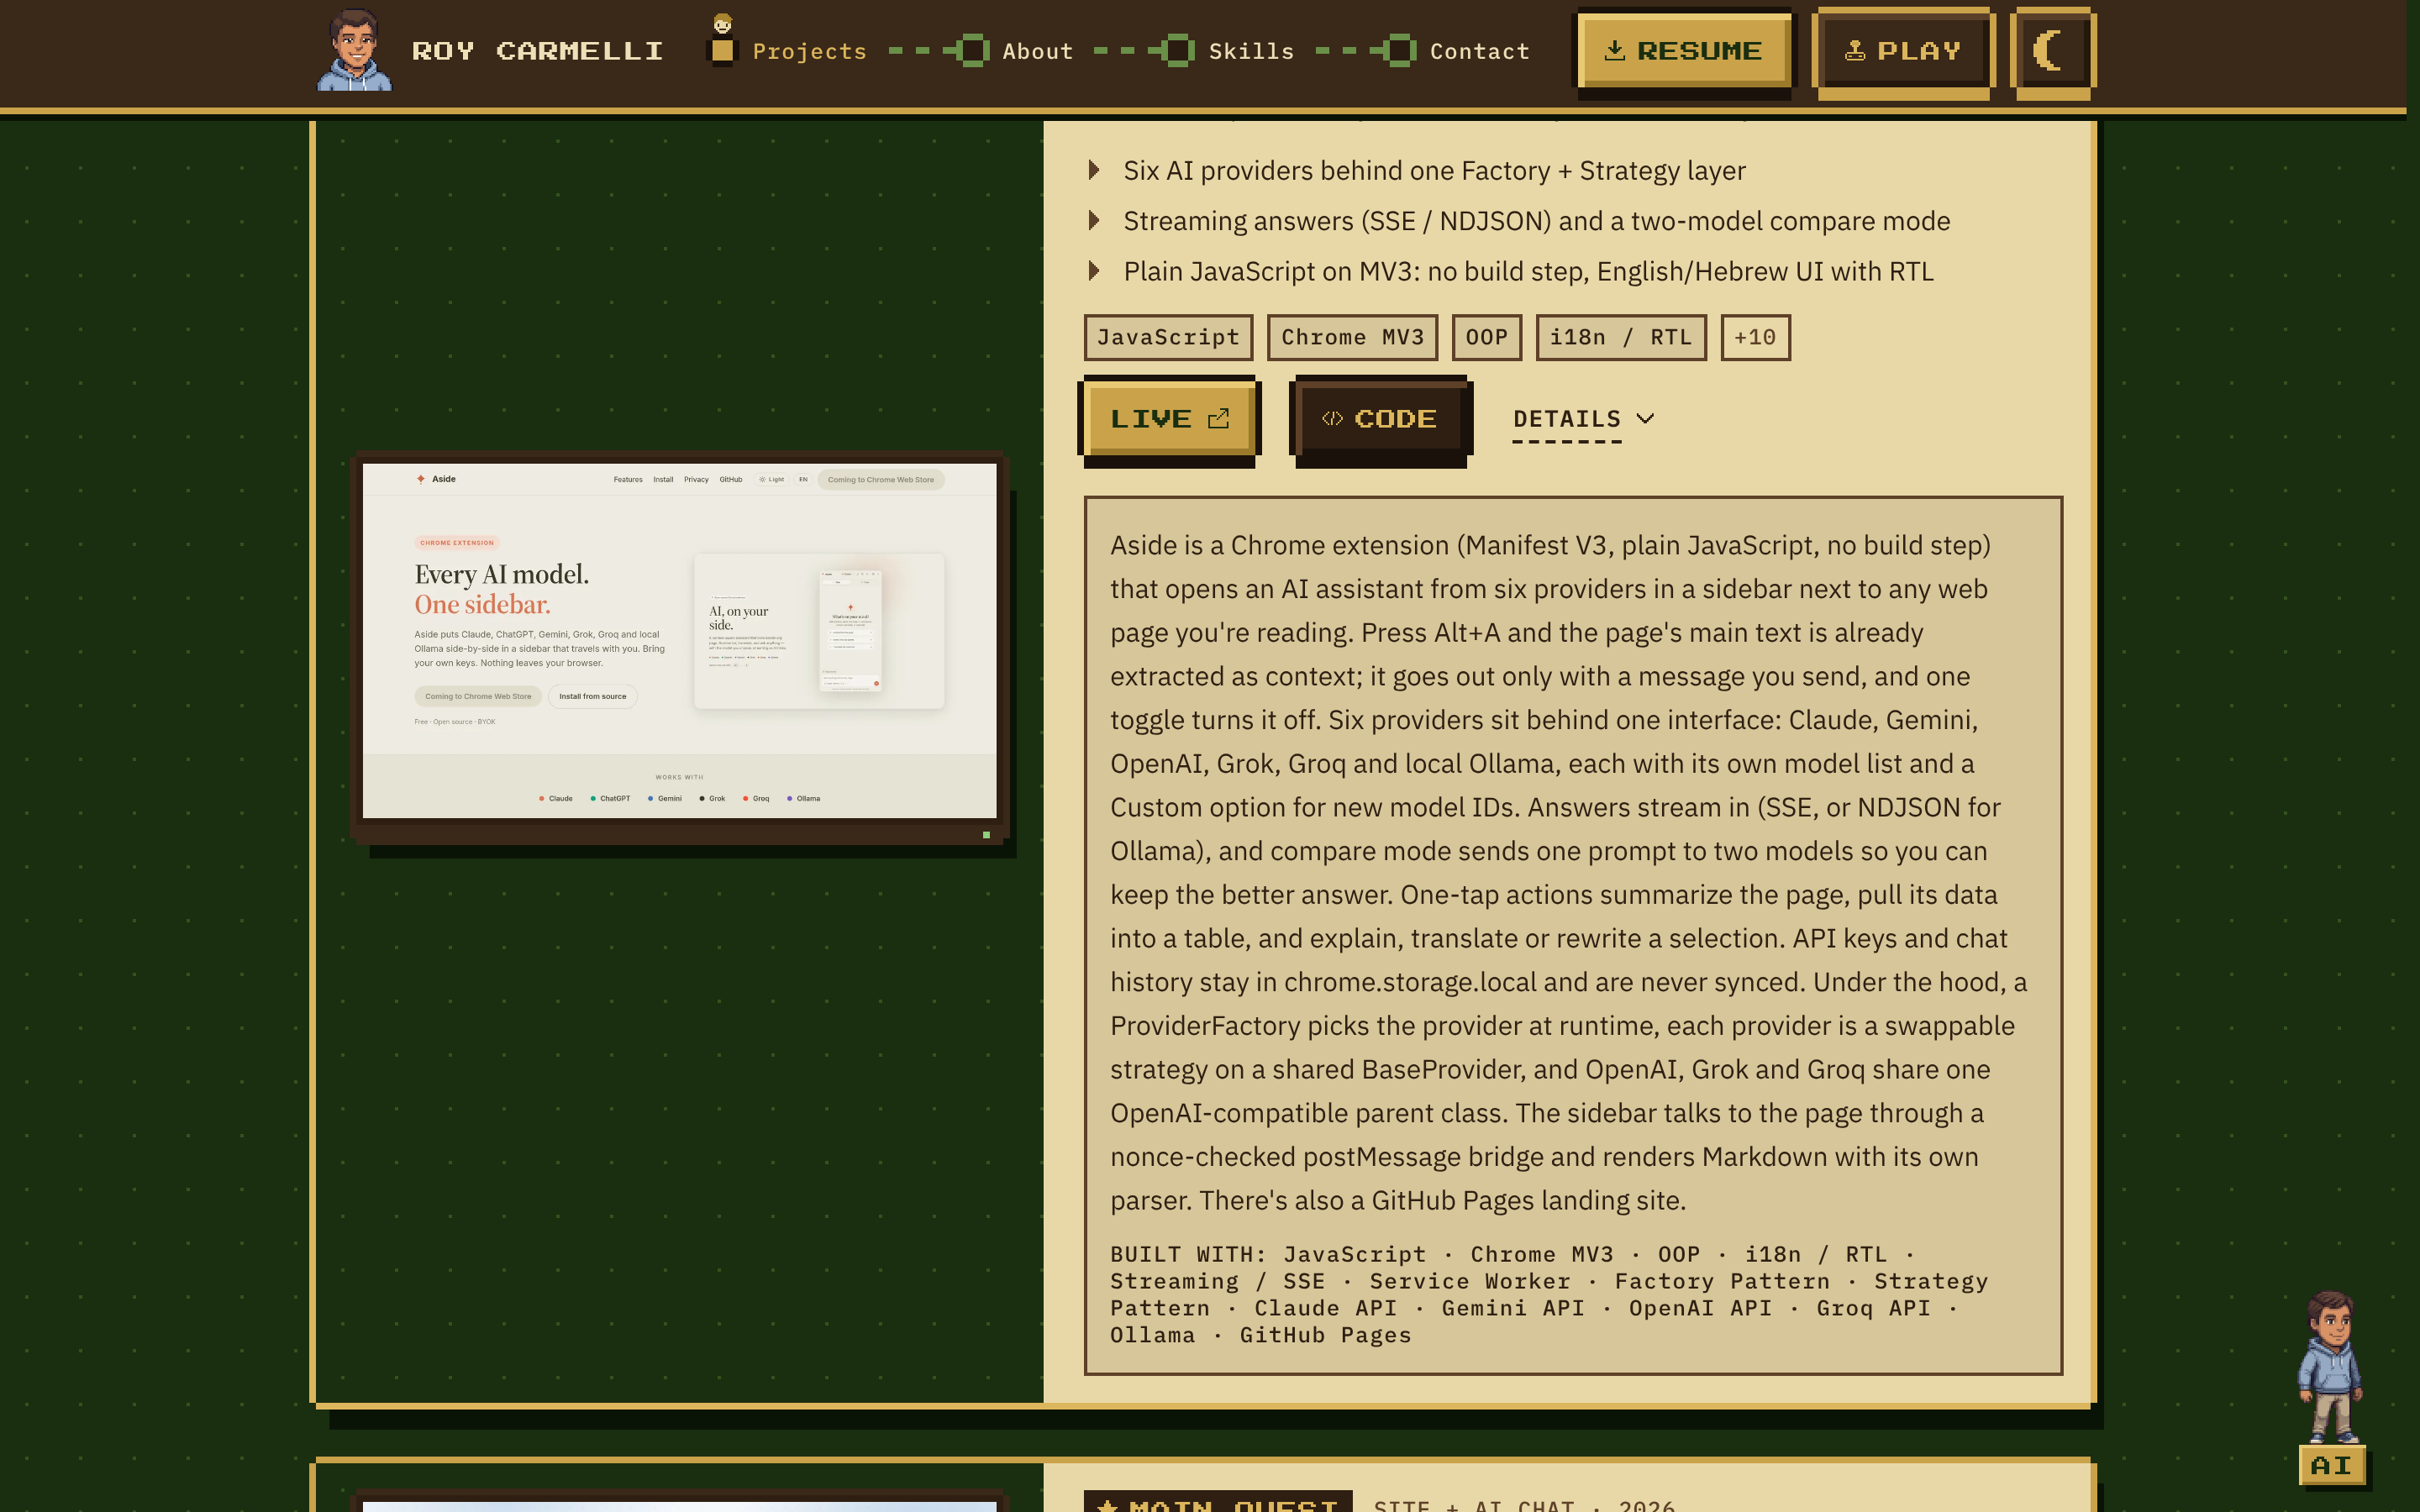 ROY CARMELLI
Projects
About
Skills
Contact
RESUME
PLAY
Six AI providers behind one Factory + Strategy layer
Streaming answers (SSE / NDJSON) and a two-model compare mode
Plain JavaScript on MV3: no build step, English/Hebrew UI with RTL
JavaScript
Chrome MV3
OOP
i18n / RTL
+10
LIVE
CODE
DETAILS
Aside
Features
Install
Privacy
GitHub
Light
EN
Coming to Chrome Web Store
CHROME EXTENSION
Every AI model.
One sidebar.
Aside puts Claude, ChatGPT, Gemini, Grok, Groq and local
Ollama side-by-side in a sidebar that travels with you. Bring
your own keys. Nothing leaves your browser.
Coming to Chrome Web Store
Install from source
Free · Open source · BYOK
AI, on your
side.
WORKS WITH
Claude
ChatGPT
Gemini
Grok
Groq
Ollama
Aside is a Chrome extension (Manifest V3, plain JavaScript, no build step)
that opens an AI assistant from six providers in a sidebar next to any web
page you're reading. Press Alt+A and the page's main text is already
extracted as context; it goes out only with a message you send, and one
toggle turns it off. Six providers sit behind one interface: Claude, Gemini,
OpenAI, Grok, Groq and local Ollama, each with its own model list and a
Custom option for new model IDs. Answers stream in (SSE, or NDJSON for
Ollama), and compare mode sends one prompt to two models so you can
keep the better answer. One-tap actions summarize the page, pull its data
into a table, and explain, translate or rewrite a selection. API keys and chat
history stay in chrome.storage.local and are never synced. Under the hood, a
ProviderFactory picks the provider at runtime, each provider is a swappable
strategy on a shared BaseProvider, and OpenAI, Grok and Groq share one
OpenAI-compatible parent class. The sidebar talks to the page through a
nonce-checked postMessage bridge and renders Markdown with its own
parser. There's also a GitHub Pages landing site.
BUILT WITH: JavaScript · Chrome MV3 · OOP · i18n / RTL ·
Streaming / SSE · Service Worker · Factory Pattern · Strategy
Pattern · Claude API · Gemini API · OpenAI API · Groq API ·
Ollama · GitHub Pages
AI
MAIN QUEST
SITE + AI CHAT · 2026